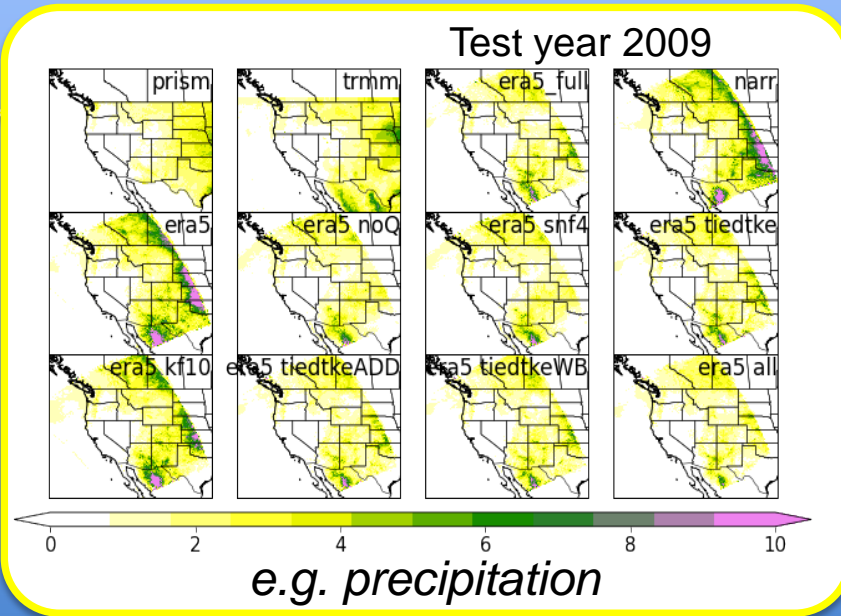 Test year 2009
prism
trmm
era5_full
narr
era5
era5 noQ
era5 snf4
era5 tiedtke
era5 kf10
era5 tiedtkeADD
era5 tiedtkeWB
era5 all
0 2 4 6 8 10
e.g. precipitation